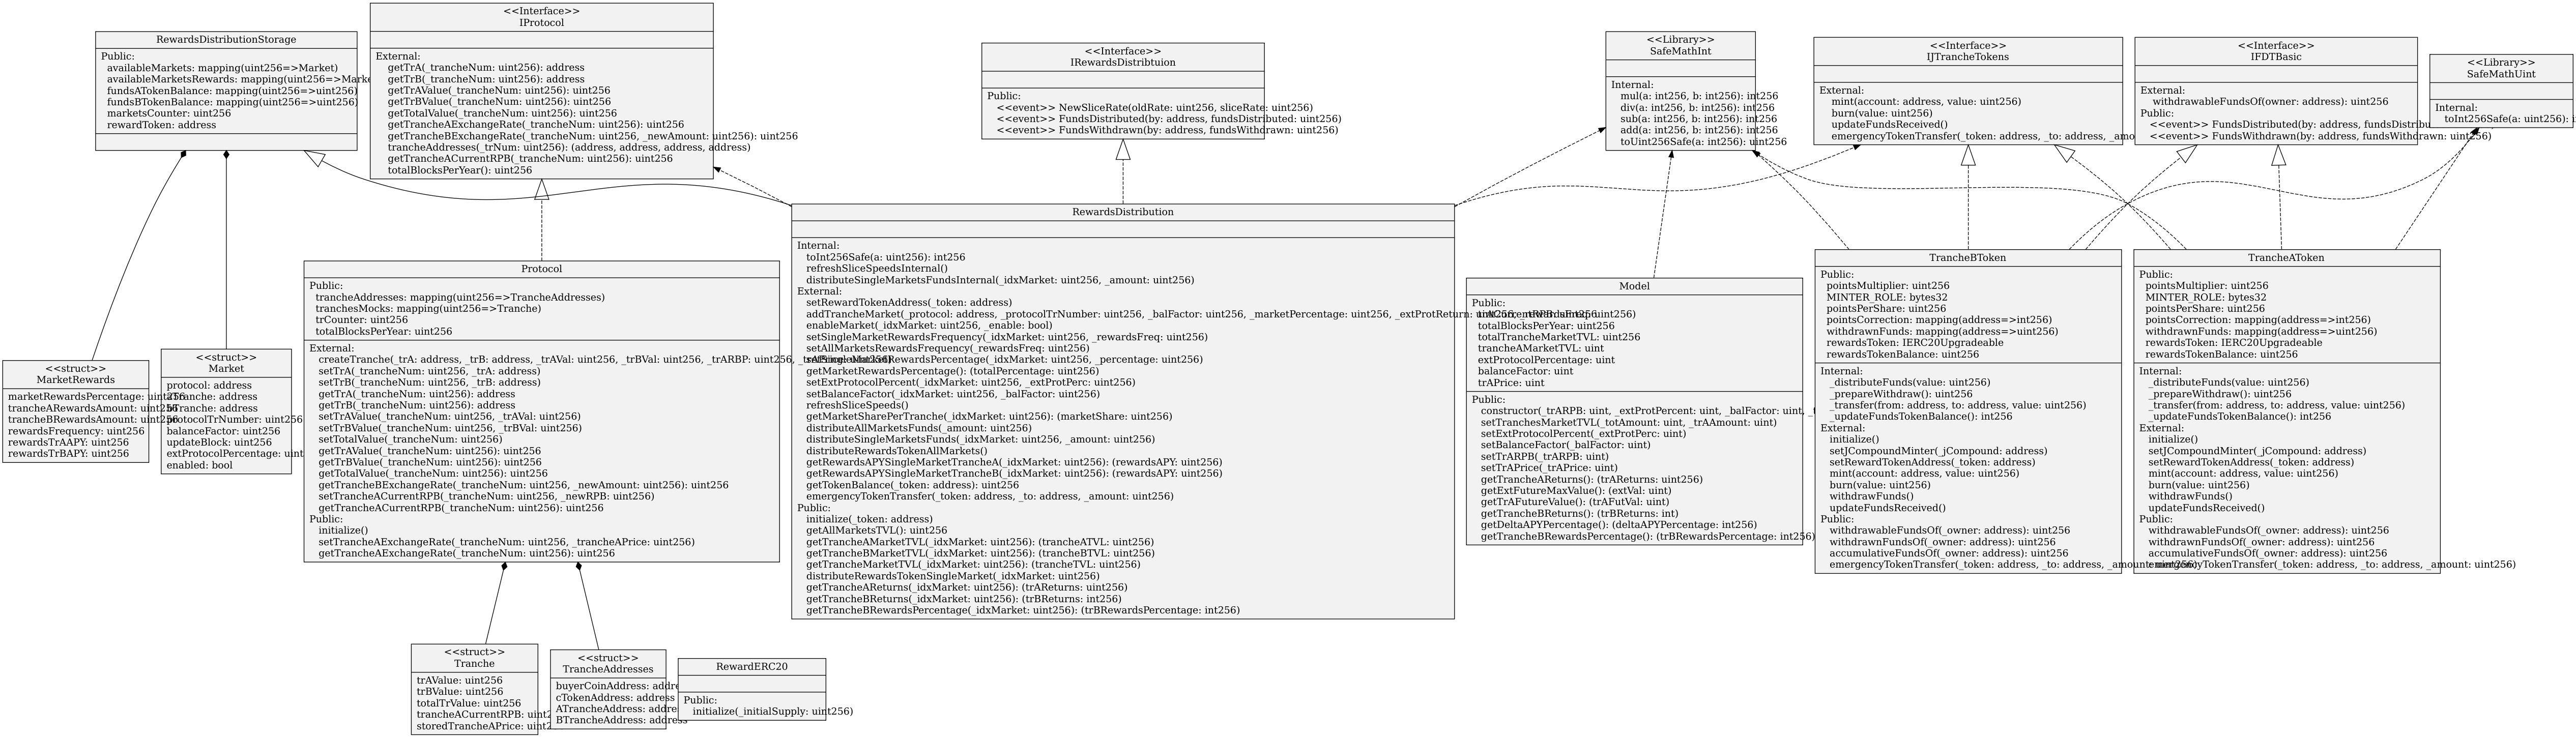 RewardsDistributionStorage
Public:
availableMarkets: mapping(uint256=>Market)
availableMarketsRewards: mapping(uint256=>Marke
fundsATokenBalance: mapping(uint256=>uint256)
fundsBTokenBalance: mapping(uint256=>uint256)
marketsCounter: uint256
rewardToken: address
<<Interface>>
IProtocol
External:
getTrA(_trancheNum: uint256): address
getTrB(_trancheNum: uint256): address
getTrAValue(_trancheNum: uint256): uint256
getTrBValue(_trancheNum: uint256): uint256
getTotalValue(_trancheNum: uint256): uint256
getTrancheAExchangeRate(_trancheNum: uint256): uint256
getTrancheBExchangeRate(_trancheNum: uint256, _newAmount: uint256): uint256
trancheAddresses(_trNum: uint256): (address, address, address, address)
getTrancheACurrentRPB(_trancheNum: uint256): uint256
totalBlocksPerYear(): uint256
<<Interface>>
IRewardsDistribtuion
Public:
<<event>> NewSliceRate(oldRate: uint256, sliceRate: uint256)
<<event>> FundsDistributed(by: address, fundsDistributed: uint256)
<<event>> FundsWithdrawn(by: address, fundsWithdrawn: uint256)
<<Library>>
SafeMathInt
Internal:
mul(a: int256, b: int256): int256
div(a: int256, b: int256): int256
sub(a: int256, b: int256): int256
add(a: int256, b: int256): int256
toUint256Safe(a: int256): uint256
<<Interface>>
IJTrancheTokens
External:
mint(account: address, value: uint256)
burn(value: uint256)
updateFundsReceived()
emergencyTokenTransfer(_token: address, _to: address, _amo
<<Interface>>
IFDTBasic
External:
withdrawableFundsOf(owner: address): uint256
Public:
<<event>> FundsDistributed(by: address, fundsDistribu
<<event>> FundsWithdrawn(by: address, fundsWithdrawn: uint256)
<<Library>>
SafeMathUint
Internal:
toInt256Safe(a: uint256): i
RewardsDistribution
Internal:
toInt256Safe(a: uint256): int256
refreshSliceSpeedsInternal()
distributeSingleMarketsFundsInternal(_idxMarket: uint256, _amount: uint256)
External:
setRewardTokenAddress(_token: address)
addTrancheMarket(_protocol: address, _protocolTrNumber: uint256, _balFactor: uint256, _marketPercentage: uint256, _extProtReturn: uint256, _rewardsFreq: uint256)
enableMarket(_idxMarket: uint256, _enable: bool)
setSingleMarketRewardsFrequency(_idxMarket: uint256, _rewardsFreq: uint256)
setAllMarketsRewardsFrequency(_rewardsFreq: uint256)
setSingleMarketRewardsPercentage(_idxMarket: uint256, _percentage: uint256)
getMarketRewardsPercentage(): (totalPercentage: uint256)
setExtProtocolPercent(_idxMarket: uint256, _extProtPerc: uint256)
setBalanceFactor(_idxMarket: uint256, _balFactor: uint256)
refreshSliceSpeeds()
getMarketSharePerTranche(_idxMarket: uint256): (marketShare: uint256)
distributeAllMarketsFunds(_amount: uint256)
distributeSingleMarketsFunds(_idxMarket: uint256, _amount: uint256)
distributeRewardsTokenAllMarkets()
getRewardsAPYSingleMarketTrancheA(_idxMarket: uint256): (rewardsAPY: uint256)
getRewardsAPYSingleMarketTrancheB(_idxMarket: uint256): (rewardsAPY: uint256)
getTokenBalance(_token: address): uint256
emergencyTokenTransfer(_token: address, _to: address, _amount: uint256)
Public:
initialize(_token: address)
getAllMarketsTVL(): uint256
getTrancheAMarketTVL(_idxMarket: uint256): (trancheATVL: uint256)
getTrancheBMarketTVL(_idxMarket: uint256): (trancheBTVL: uint256)
getTrancheMarketTVL(_idxMarket: uint256): (trancheTVL: uint256)
distributeRewardsTokenSingleMarket(_idxMarket: uint256)
getTrancheAReturns(_idxMarket: uint256): (trAReturns: uint256)
getTrancheBReturns(_idxMarket: uint256): (trBReturns: int256)
getTrancheBRewardsPercentage(_idxMarket: uint256): (trBRewardsPercentage: int256)
Protocol
Public:
trancheAddresses: mapping(uint256=>TrancheAddresses)
tranchesMocks: mapping(uint256=>Tranche)
trCounter: uint256
totalBlocksPerYear: uint256
External:
createTranche(_trA: address, _trB: address, _trAVal: uint256, _trBVal: uint256, _trARBP: uint256, _trAPrice: uint256)
setTrA(_trancheNum: uint256, _trA: address)
setTrB(_trancheNum: uint256, _trB: address)
getTrA(_trancheNum: uint256): address
getTrB(_trancheNum: uint256): address
setTrAValue(_trancheNum: uint256, _trAVal: uint256)
setTrBValue(_trancheNum: uint256, _trBVal: uint256)
setTotalValue(_trancheNum: uint256)
getTrAValue(_trancheNum: uint256): uint256
getTrBValue(_trancheNum: uint256): uint256
getTotalValue(_trancheNum: uint256): uint256
getTrancheBExchangeRate(_trancheNum: uint256, _newAmount: uint256): uint256
setTrancheACurrentRPB(_trancheNum: uint256, _newRPB: uint256)
getTrancheACurrentRPB(_trancheNum: uint256): uint256
Public:
initialize()
setTrancheAExchangeRate(_trancheNum: uint256, _trancheAPrice: uint256)
getTrancheAExchangeRate(_trancheNum: uint256): uint256
Model
Public:
totalBlocksPerYear: uint256
totalTrancheMarketTVL: uint256
trancheAMarketTVL: uint
extProtocolPercentage: uint
balanceFactor: uint
trAPrice: uint
Public:
constructor(_trARPB: uint, _extProtPercent: uint, _balFactor: uint, _t
setTranchesMarketTVL(_totAmount: uint, _trAAmount: uint)
setExtProtocolPercent(_extProtPerc: uint)
setBalanceFactor(_balFactor: uint)
setTrARPB(_trARPB: uint)
setTrAPrice(_trAPrice: uint)
getTrancheAReturns(): (trAReturns: uint256)
getExtFutureMaxValue(): (extVal: uint)
getTrAFutureValue(): (trAFutVal: uint)
getTrancheBReturns(): (trBReturns: int)
getDeltaAPYPercentage(): (deltaAPYPercentage: int256)
getTrancheBRewardsPercentage(): (trBRewardsPercentage: int256)
TrancheBToken
Public:
pointsMultiplier: uint256
MINTER_ROLE: bytes32
pointsPerShare: uint256
pointsCorrection: mapping(address=>int256)
withdrawnFunds: mapping(address=>uint256)
rewardsToken: IERC20Upgradeable
rewardsTokenBalance: uint256
Internal:
_distributeFunds(value: uint256)
_prepareWithdraw(): uint256
_transfer(from: address, to: address, value: uint256)
_updateFundsTokenBalance(): int256
External:
initialize()
setJCompoundMinter(_jCompound: address)
setRewardTokenAddress(_token: address)
mint(account: address, value: uint256)
burn(value: uint256)
withdrawFunds()
updateFundsReceived()
Public:
withdrawableFundsOf(_owner: address): uint256
withdrawnFundsOf(_owner: address): uint256
accumulativeFundsOf(_owner: address): uint256
emergencyTokenTransfer(_token: address, _to: address, _amount: uint256)
TrancheAToken
Public:
pointsMultiplier: uint256
MINTER_ROLE: bytes32
pointsPerShare: uint256
pointsCorrection: mapping(address=>int256)
withdrawnFunds: mapping(address=>uint256)
rewardsToken: IERC20Upgradeable
rewardsTokenBalance: uint256
Internal:
_distributeFunds(value: uint256)
_prepareWithdraw(): uint256
_transfer(from: address, to: address, value: uint256)
_updateFundsTokenBalance(): int256
External:
initialize()
setJCompoundMinter(_jCompound: address)
setRewardTokenAddress(_token: address)
mint(account: address, value: uint256)
burn(value: uint256)
withdrawFunds()
updateFundsReceived()
Public:
withdrawableFundsOf(_owner: address): uint256
withdrawnFundsOf(_owner: address): uint256
accumulativeFundsOf(_owner: address): uint256
emergencyTokenTransfer(_token: address, _to: address, _amount: uint256)
<<struct>>
MarketRewards
marketRewardsPercentage: uint256
trancheARewardsAmount: uint256
trancheBRewardsAmount: uint256
rewardsFrequency: uint256
rewardsTrAAPY: uint256
rewardsTrBAPY: uint256
<<struct>>
Market
protocol: address
aTranche: address
bTranche: address
protocolTrNumber: uint256
balanceFactor: uint256
updateBlock: uint256
extProtocolPercentage: uint
enabled: bool
<<struct>>
Tranche
trAValue: uint256
trBValue: uint256
totalTrValue: uint256
trancheACurrentRPB: uint2
storedTrancheAPrice: uint2
<<struct>>
TrancheAddresses
buyerCoinAddress: addre
cTokenAddress: address
ATrancheAddress: addre
BTrancheAddress: address
RewardERC20
Public:
initialize(_initialSupply: uint256)